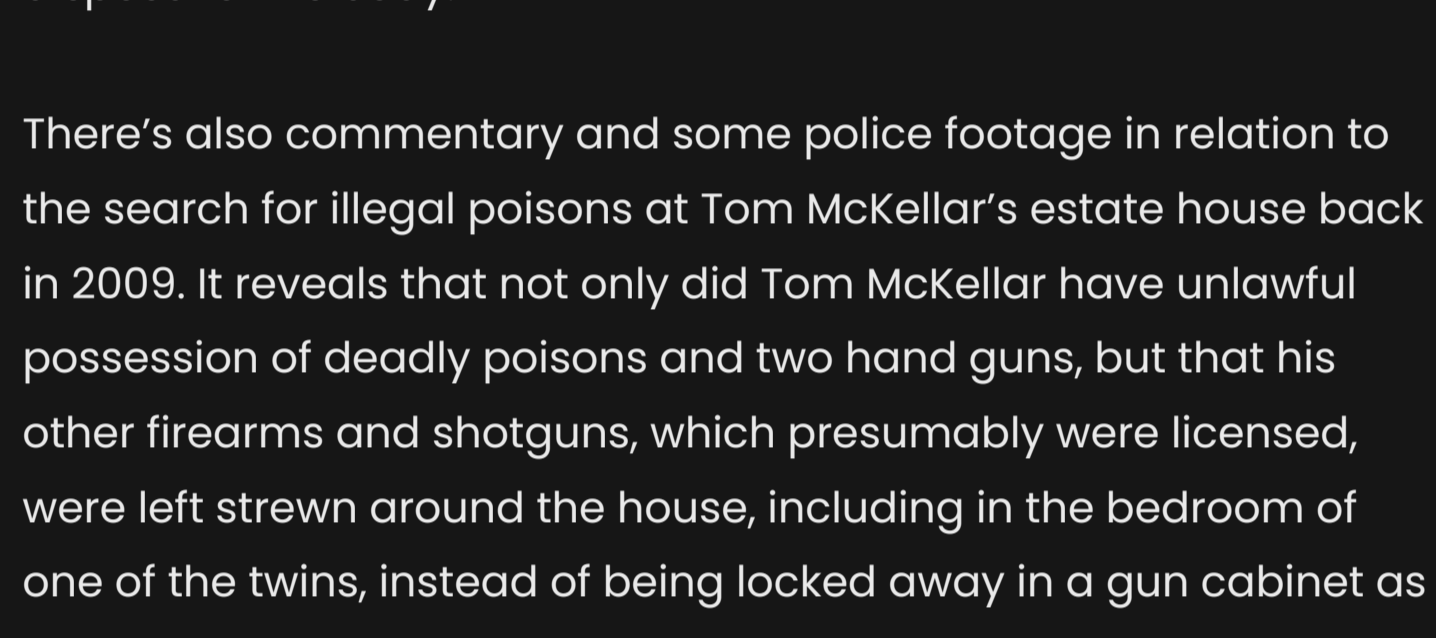 There’s also commentary and some police footage in relation to
the search for illegal poisons at Tom McKellar’s estate house back
in 2009. It reveals that not only did Tom McKellar have unlawful
possession of deadly poisons and two hand guns, but that his
other firearms and shotguns, which presumably were licensed,
were left strewn around the house, including in the bedroom of
one of the twins, instead of being locked away in a gun cabinet as